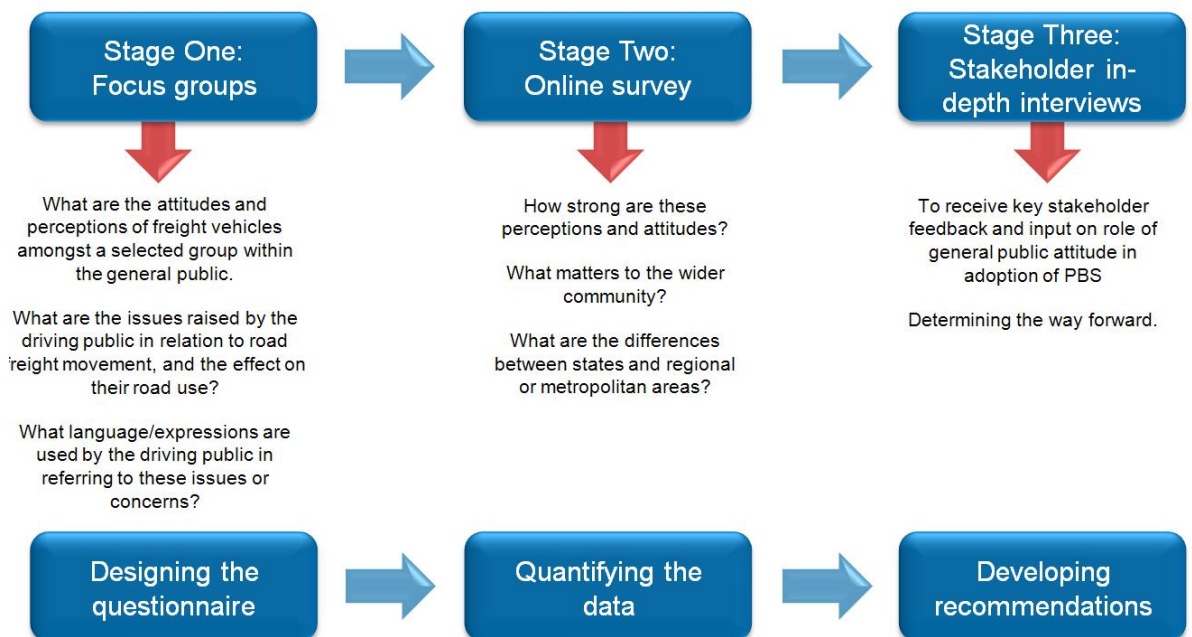 Stage One:
Focus groups
Stage Two:
Online survey
Stage Three:
Stakeholder in-
depth interviews
What are the attitudes and
perceptions of freight vehicles
amongst a selected group within
the general public.
What are the issues raised by the
driving public in relation to road
freight movement, and the effect on
their road use?
What language/expressions are
used by the driving public in
referring to these issues or
concerns?
How strong are these
perceptions and attitudes?
What matters to the wider
community?
What are the differences
between states and regional
or metropolitan areas?
To receive key stakeholder
feedback and input on role of
general public attitude in
adoption of PBS
Determining the way forward.
Designing the
questionnaire
Quantifying the
data
Developing
recommendations